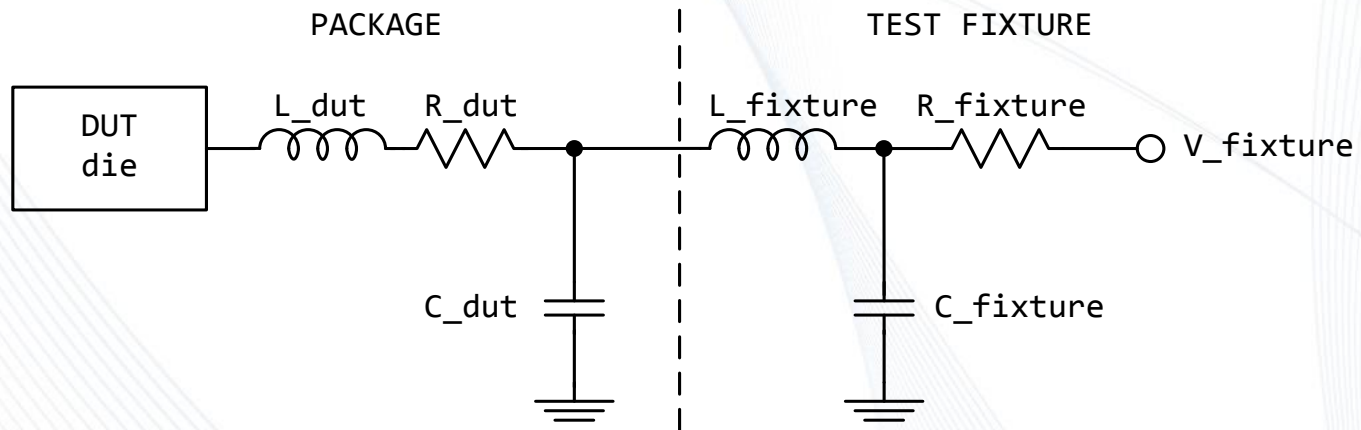 PACKAGE
TEST FIXTURE
DUT
die
L_dut
R_dut
L_fixture
R_fixture
V_fixture
C_dut
C_fixture